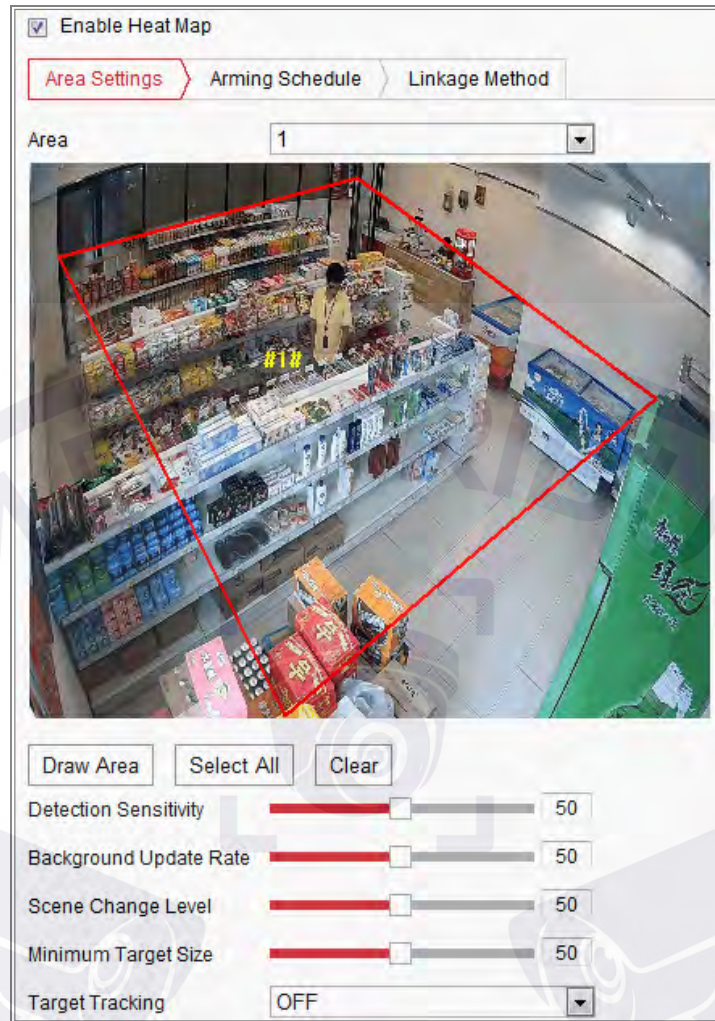 Enable Heat Map
Area Settings Arming Schedule Linkage Method
Area 1
#1#
Draw Area Select All Clear
Detection Sensitivity 50
Background Update Rate 50
Scene Change Level 50
Minimum Target Size 50
Target Tracking OFF